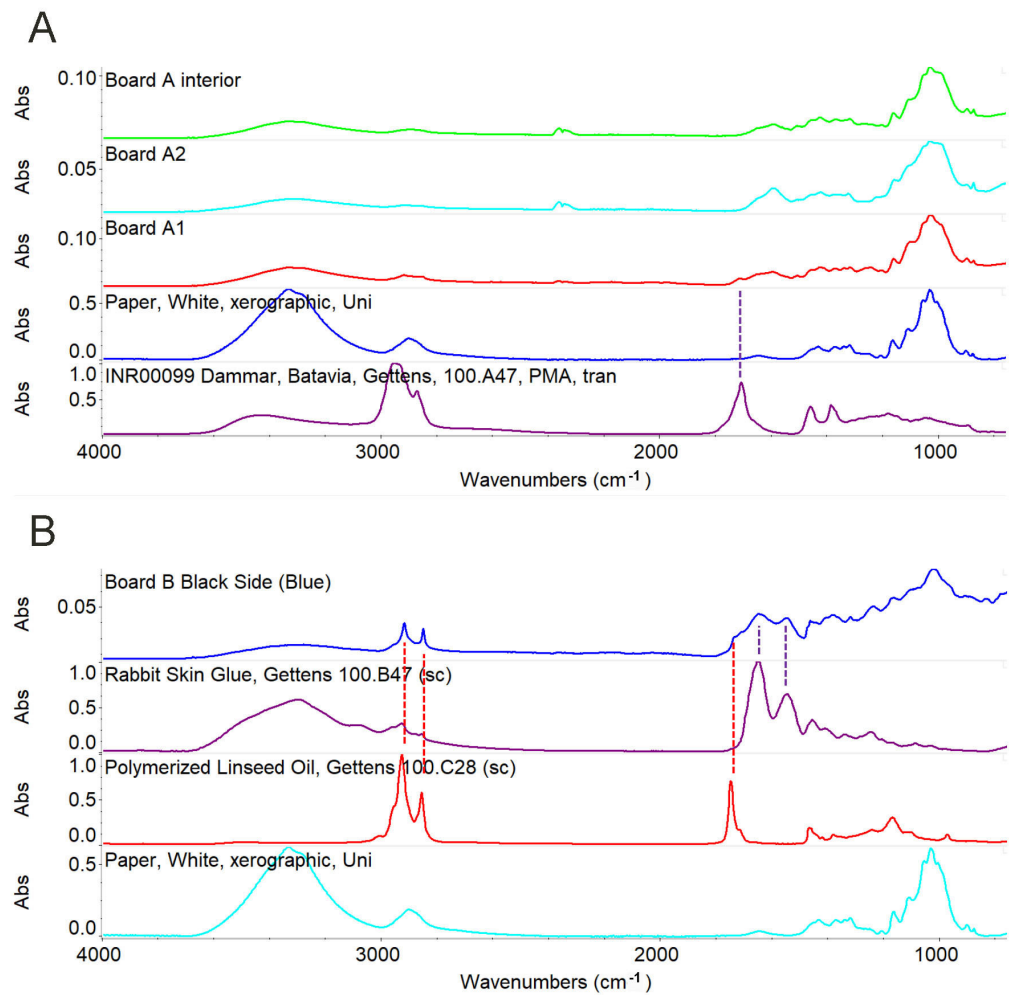 A
Abs
0.10
Board A interior
Abs
0.05
Board A2
Abs
0.10
Board A1
Abs
0.5
0.0
Paper, White, xerographic, Uni
Abs
1.0
0.5
INR00099 Dammar, Batavia, Gettens, 100.A47, PMA, tran
4000 3000 2000 1000
Wavenumbers (cm-1)
B
Abs
0.05
Board B Black Side (Blue)
Abs
1.0
0.0
Rabbit Skin Glue, Gettens 100.B47 (sc)
Abs
1.0
0.5
0.0
Polymerized Linseed Oil, Gettens 100.C28 (sc)
Abs
0.5
0.0
Paper, White, xerographic, Uni
4000 3000 2000 1000
Wavenumbers (cm-1)